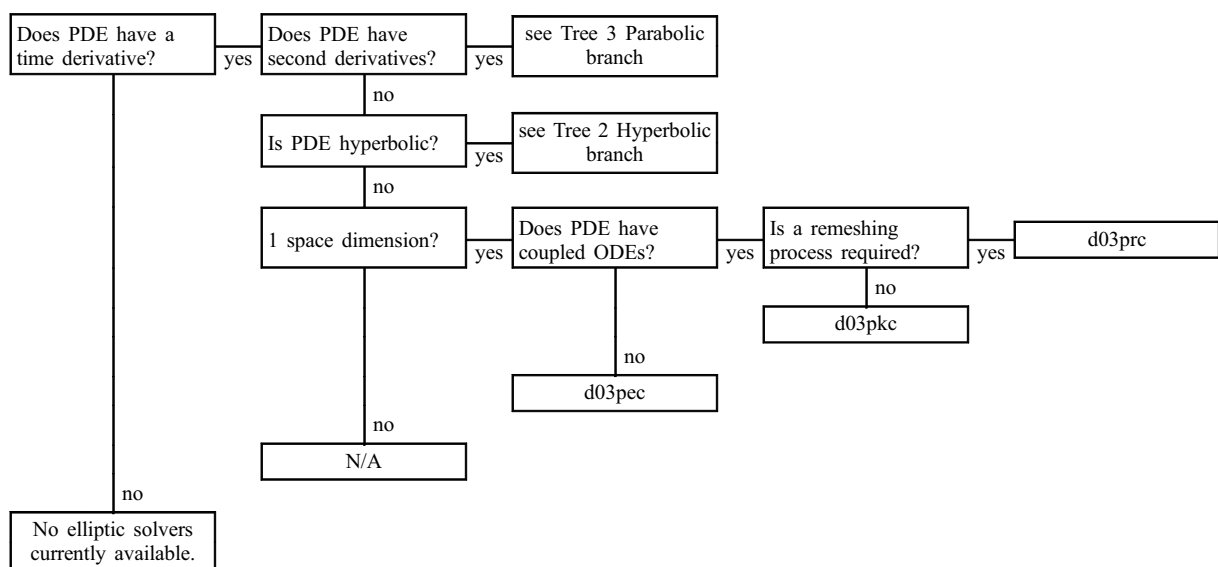 Does PDE have a
time derivative?
yes
Does PDE have
second derivatives?
yes
see Tree 3 Parabolic
branch
no
Is PDE hyperbolic?
yes
see Tree 2 Hyperbolic
branch
no
1 space dimension?
yes
Does PDE have
coupled ODEs?
yes
Is a remeshing
process required?
yes
d03prc
no
d03pkc
no
d03pec
no
N/A
no
No elliptic solvers
currently available.